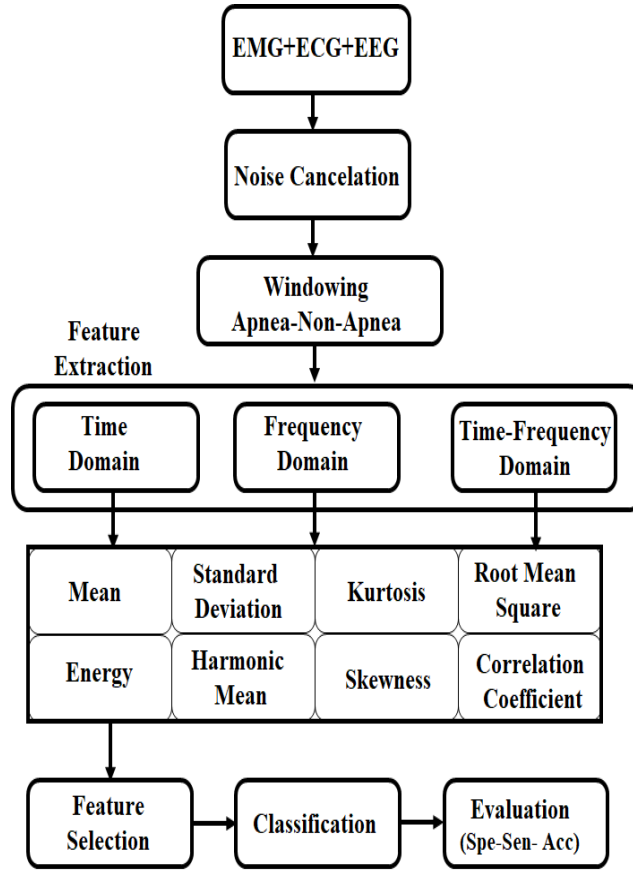 EMG+ECG+EEG
Noise Cancelation
Windowing
Apnea-Non-Apnea
Feature
Extraction
Time
Domain
Frequency
Domain
Time-Frequency
Domain
Mean
Standard
Deviation
Kurtosis
Root Mean
Square
Energy
Harmonic
Mean
Skewness
Correlation
Coefficient
Feature
Selection
Classification
Evaluation
(Spe-Sen- Acc)